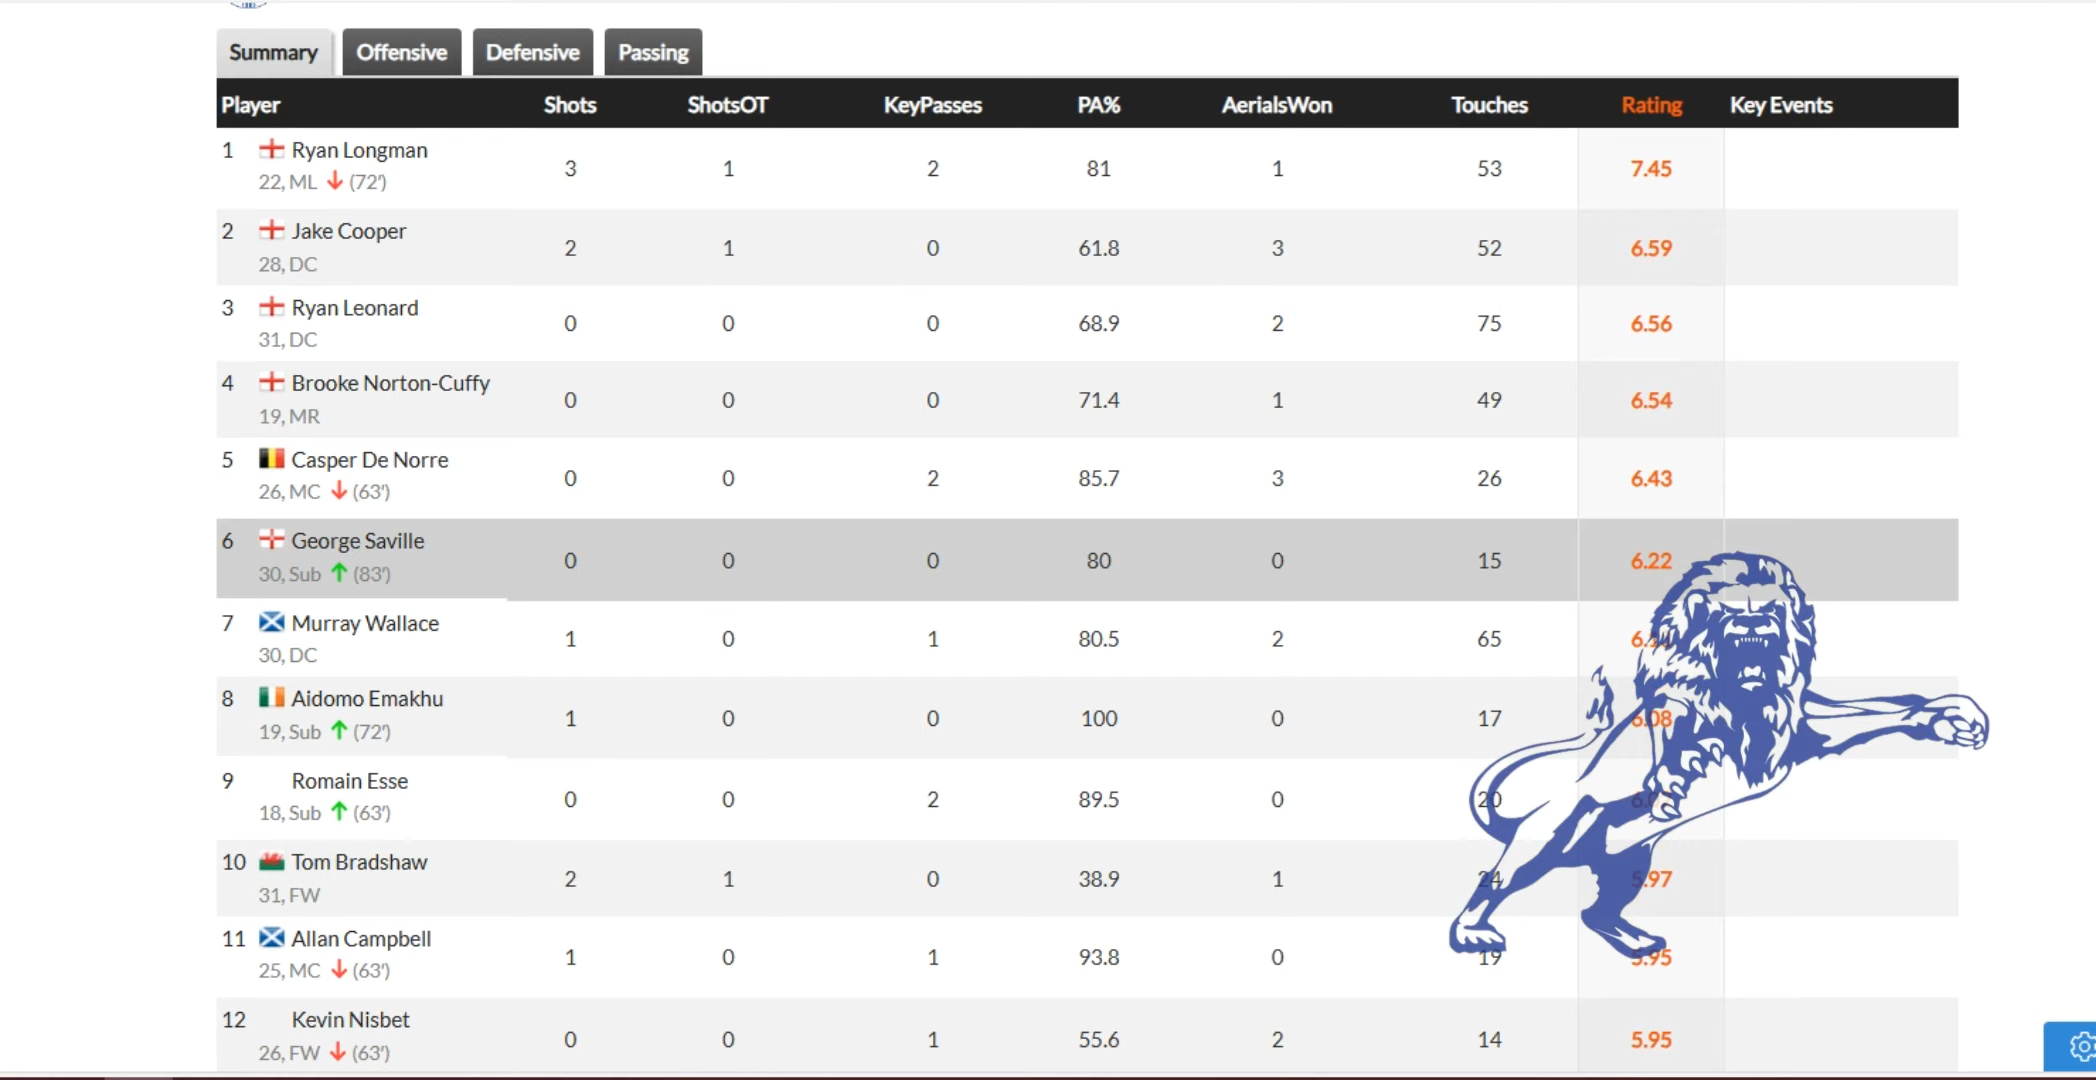 Summary Offensive Defensive Passing
Player Shots ShotsOT KeyPasses PA% AerialsWon Touches Rating Key Events
1 Ryan Longman 3 1 2 81 1 53 7.45
22, ML (72')
2 Jake Cooper 2 1 0 61.8 3 52 6.59
28, DC
3 Ryan Leonard 0 0 0 68.9 2 75 6.56
31, DC
4 Brooke Norton-Cuffy 0 0 0 71.4 1 49 6.54
19, MR
5 Casper De Norre 0 0 2 85.7 3 26 6.43
26, MC (63')
6 George Saville 0 0 0 80 0 15 6.22
30, Sub (83')
7 Murray Wallace 1 0 1 80.5 2 65
30, DC
8 Aidomo Emakhu 1 0 0 100 0 17 6.08
19, Sub (72')
9 Romain Esse 0 0 2 89.5 0 20
18, Sub (63')
10 Tom Bradshaw 2 1 0 38.9 1 24 5.97
31, FW
11 Allan Campbell 1 0 1 93.8 0 19 5.95
25, MC (63')
12 Kevin Nisbet 0 0 1 55.6 2 14 5.95
26, FW (63')